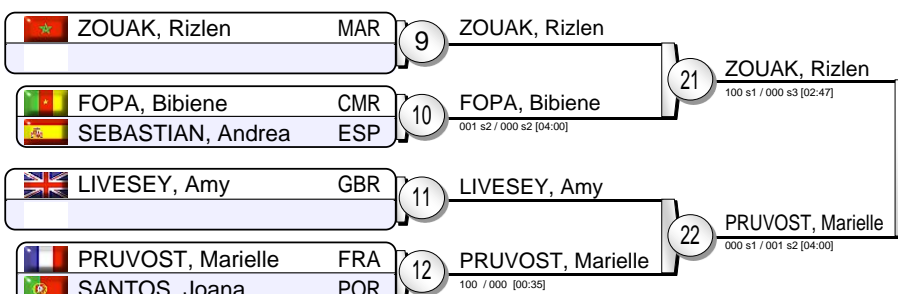 ZOUAK, Rizlen MAR
9
ZOUAK, Rizlen
21
ZOUAK, Rizlen
100 s1 / 000 s3 [02:47]
FOPA, Bibiene CMR
SEBASTIAN, Andrea ESP
10
FOPA, Bibiene
001 s2 / 000 s2 [04:00]
LIVESEY, Amy GBR
11
LIVESEY, Amy
22
PRUVOST, Marielle
000 s1 / 001 s2 [04:00]
PRUVOST, Marielle FRA
SANTOS, Joana POR
12
PRUVOST, Marielle
100 / 000 [00:35]